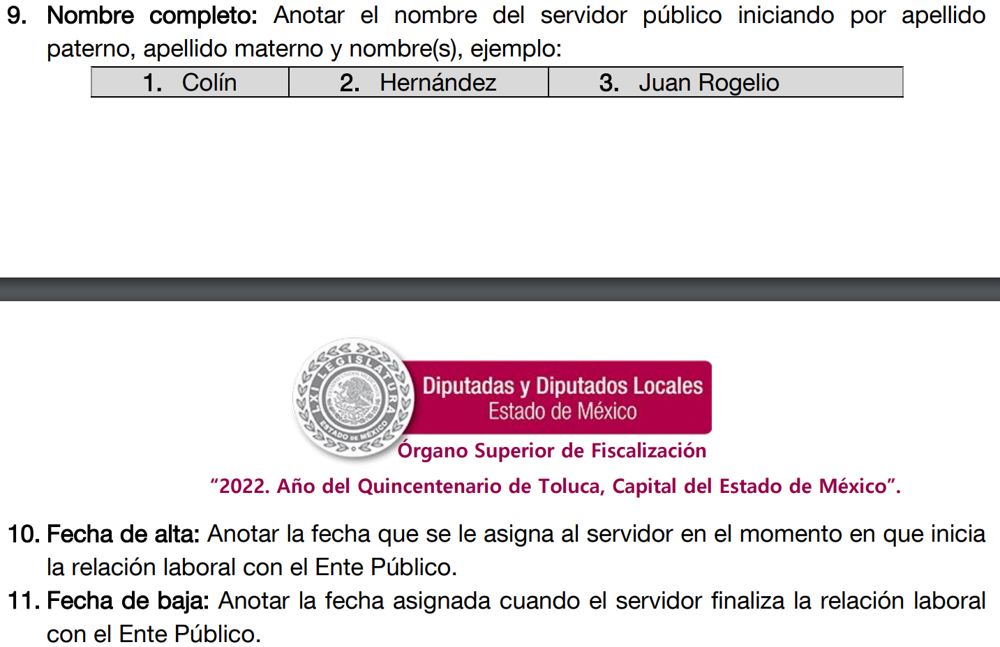 9. Nombre completo: Anotar el nombre del servidor público iniciando por apellido
paterno, apellido materno y nombre(s), ejemplo:
1. Colín 2. Hernández 3. Juan Rogelio
LXI LEGISLATURA
ESTADO DE MÉXICO
Diputadas y Diputados Locales
Estado de México
Órgano Superior de Fiscalización
“2022. Año del Quincentenario de Toluca, Capital del Estado de México”.
10. Fecha de alta: Anotar la fecha que se le asigna al servidor en el momento en que inicia
la relación laboral con el Ente Público.
11. Fecha de baja: Anotar la fecha asignada cuando el servidor finaliza la relación laboral
con el Ente Público.